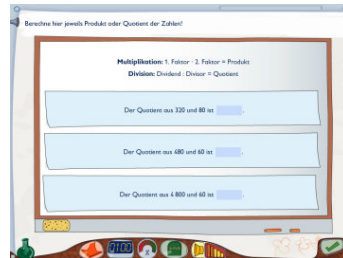 Berechne hier jeweils Produkt oder Quotient der Zahlen!
Multiplikation: 1. Faktor · 2. Faktor = Produkt
Division: Dividend : Divisor = Quotient
Der Quotient aus 320 und 80 ist .
Der Quotient aus 480 und 60 ist .
Der Quotient aus 4 800 und 60 ist .
0100